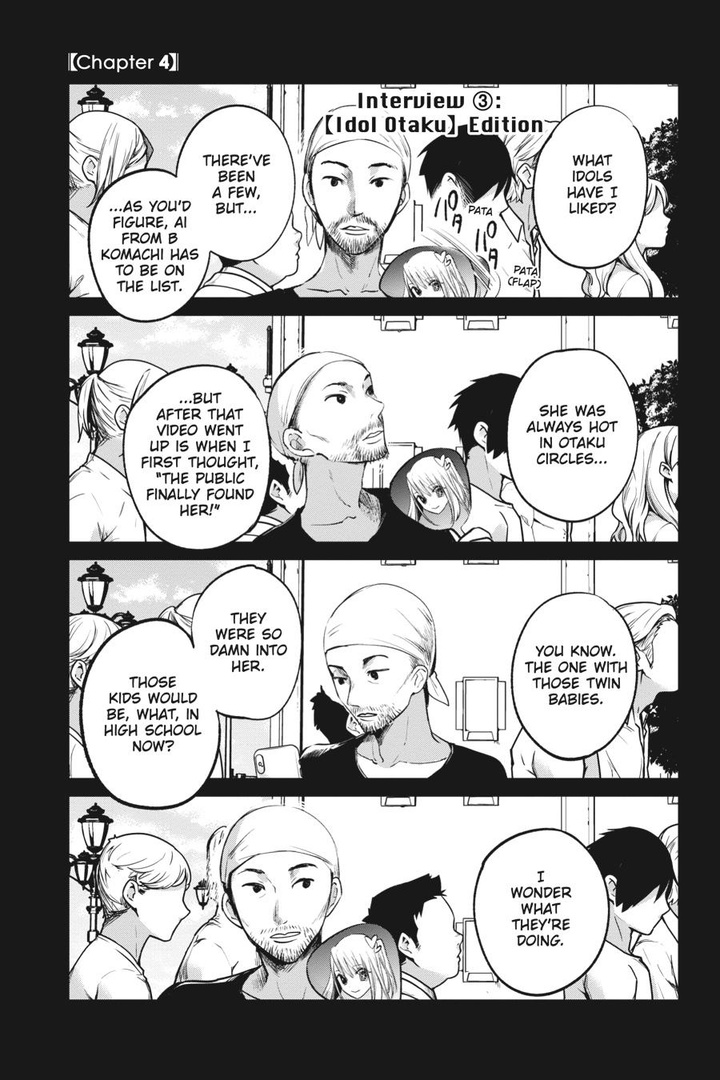 【Chapter 4】
Interview ③:
【Idol Otaku】 Edition
WHAT
IDOLS
HAVE I
LIKED?
パタ
PATA
パタ
PATA
(FLAP)
THERE'VE
BEEN
A FEW,
BUT...
...AS YOU'D
FIGURE, AI
FROM B
KOMACHI HAS
TO BE ON
THE LIST.
SHE WAS
ALWAYS HOT
IN OTAKU
CIRCLES...
...BUT
AFTER THAT
VIDEO WENT
UP IS WHEN I
FIRST THOUGHT,
"THE PUBLIC
FINALLY FOUND
HER!"
YOU KNOW.
THE ONE WITH
THOSE TWIN
BABIES.
THEY
WERE SO
DAMN INTO
HER.
THOSE
KIDS WOULD
BE, WHAT, IN
HIGH SCHOOL
NOW?
I
WONDER
WHAT
THEY'RE
DOING.